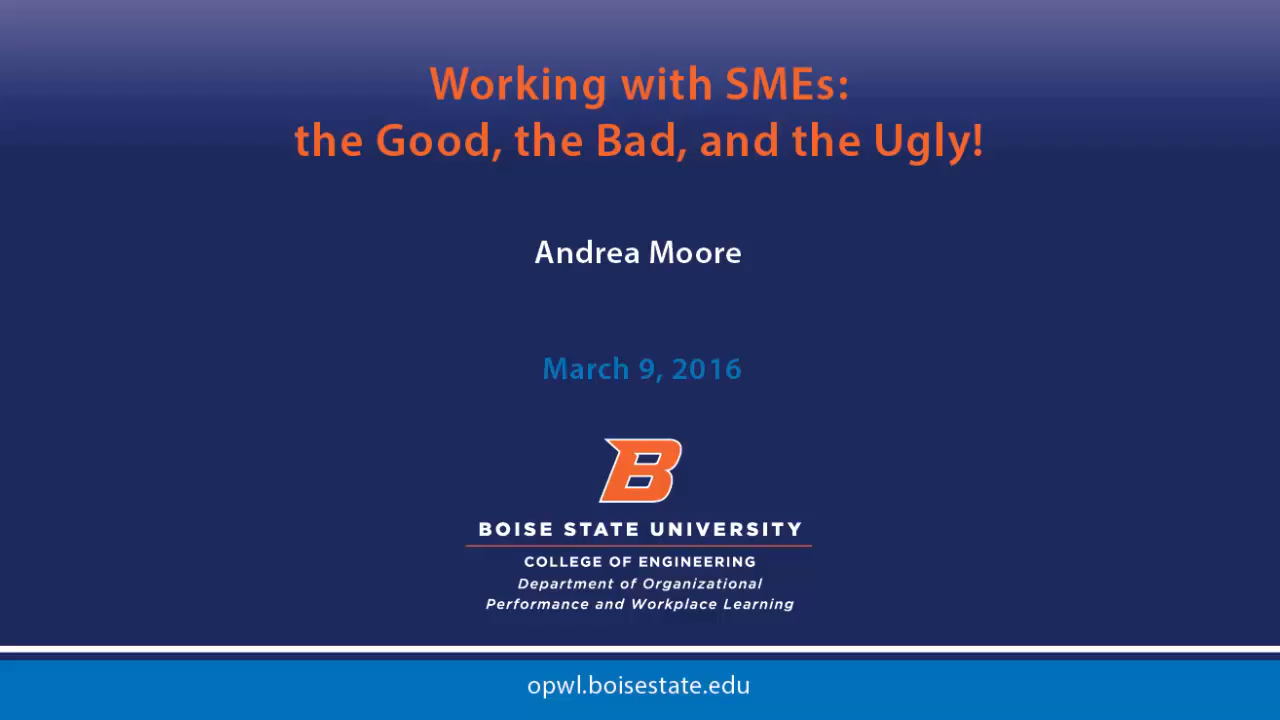 Working with SMEs:
the Good, the Bad, and the Ugly!
Andrea Moore
March 9, 2016
B
BOISE STATE UNIVERSITY
COLLEGE OF ENGINEERING
Department of Organizational
Performance and Workplace Learning
opwl.boisestate.edu